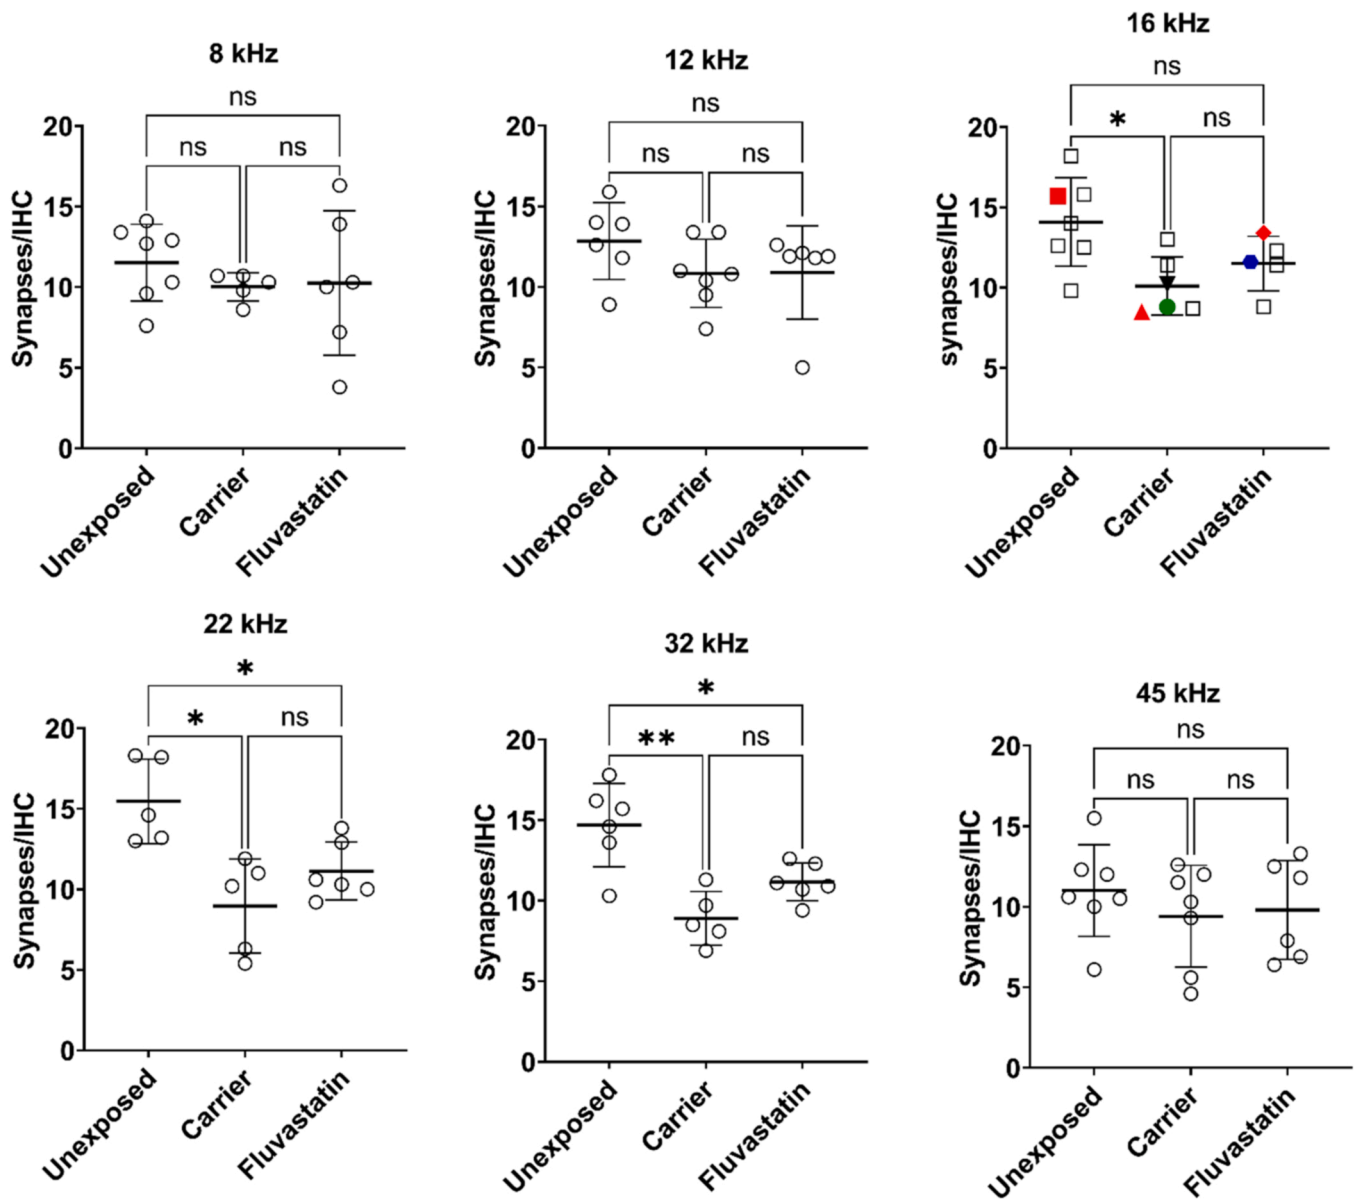 8 kHz
ns
ns
ns
20
15
10
5
0
Synapses/IHC
Unexposed
Carrier
Fluvastatin
12 kHz
ns
ns
ns
20
15
10
5
0
Synapses/IHC
Unexposed
Carrier
Fluvastatin
16 kHz
ns
*
ns
20
15
10
5
0
synapses/IHC
Unexposed
Carrier
Fluvastatin
22 kHz
*
*
ns
20
15
10
5
0
Synapses/IHC
Unexposed
Carrier
Fluvastatin
32 kHz
*
**
ns
20
15
10
5
0
Synapses/IHC
Unexposed
Carrier
Fluvastatin
45 kHz
ns
ns
ns
20
15
10
5
0
Synapses/IHC
Unexposed
Carrier
Fluvastatin